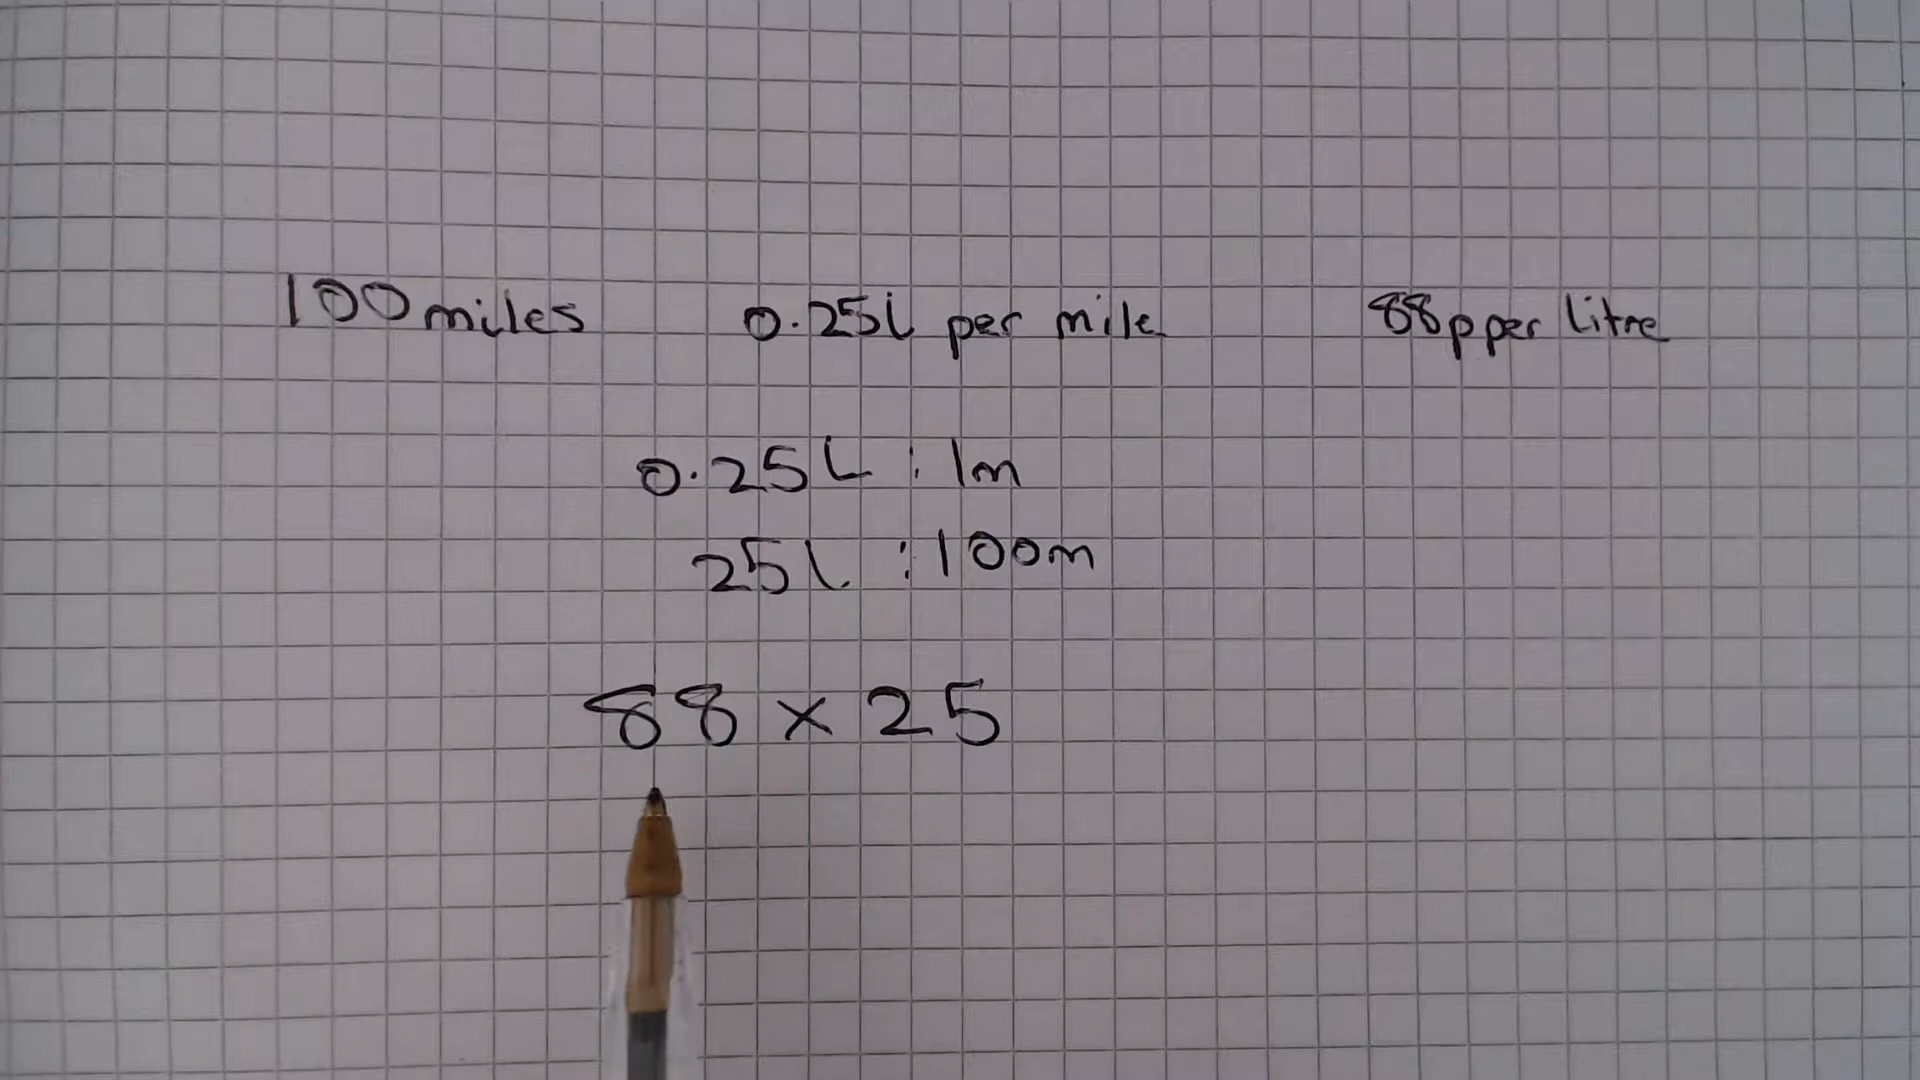 100 miles 0.25L per mile 88p per litre
0.25L : 1m
25L : 100m
88 x 25